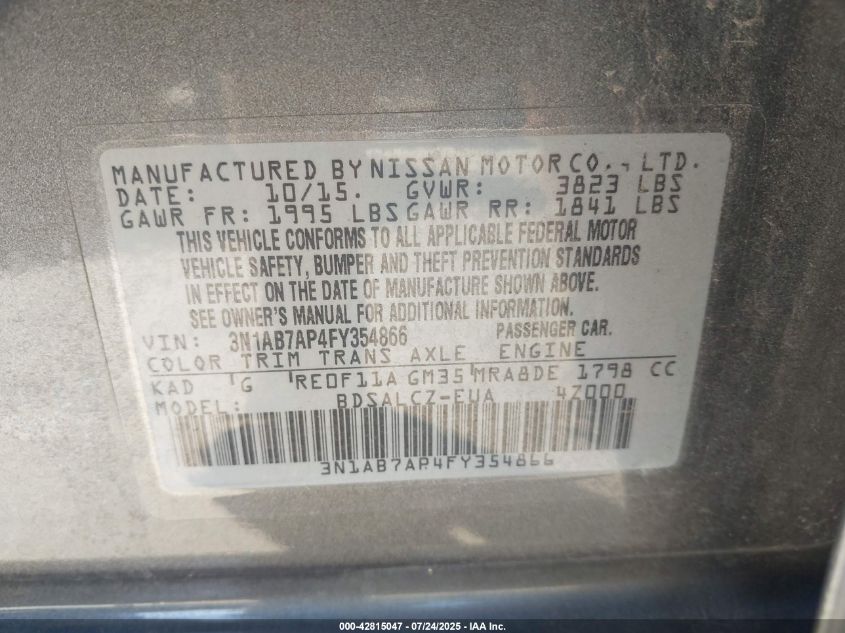 MANUFACTURED BY NISSAN MOTOR CO., LTD.
DATE: 10/15. GVWR: 3823 LBS
GAWR FR: 1995 LBS GAWR RR: 1841 LBS
THIS VEHICLE CONFORMS TO ALL APPLICABLE FEDERAL MOTOR
VEHICLE SAFETY, BUMPER AND THEFT PREVENTION STANDARDS
IN EFFECT ON THE DATE OF MANUFACTURE SHOWN ABOVE.
SEE OWNER'S MANUAL FOR ADDITIONAL INFORMATION.
VIN: 3N1AB7AP4FY354866 PASSENGER CAR.
COLOR TRIM TRANS AXLE ENGINE
KAD G RE0F11A GM35 MRA8DE 1798 CC
MODEL: BDSALCZ-EUA 4Z000
3N1AB7AP4FY354866
000-42815047 - 07/24/2025 - IAA Inc.